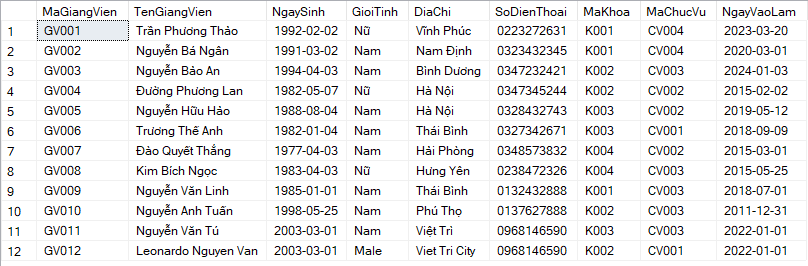 MaGiangVien TenGiangVien NgaySinh GioiTinh DiaChi SoDienThoai MaKhoa MaChucVu NgayVaoLam
1 GV001 Trần Phương Thảo 1992-02-02 Nữ Vĩnh Phúc 0223272631 K001 CV004 2023-03-20
2 GV002 Nguyễn Bá Ngân 1991-03-02 Nam Nam Định 0323432345 K001 CV004 2020-03-01
3 GV003 Nguyễn Bảo An 1994-04-03 Nam Bình Dương 0347232421 K002 CV003 2024-01-03
4 GV004 Đường Phương Lan 1982-05-07 Nữ Hà Nội 0347345244 K002 CV002 2015-02-02
5 GV005 Nguyễn Hữu Hảo 1988-08-04 Nam Hà Nội 0328432743 K003 CV002 2019-05-12
6 GV006 Trương Thế Anh 1982-01-04 Nam Thái Bình 0327342671 K003 CV001 2018-09-09
7 GV007 Đào Quyết Thắng 1977-04-03 Nam Hải Phòng 0348573832 K004 CV002 2015-03-01
8 GV008 Kim Bích Ngọc 1983-04-03 Nữ Hưng Yên 0238472326 K004 CV003 2015-05-25
9 GV009 Nguyễn Văn Linh 1985-01-01 Nam Thái Bình 0132432888 K001 CV003 2018-07-01
10 GV010 Nguyễn Anh Tuấn 1998-05-25 Nam Phú Thọ 0137627888 K002 CV003 2011-12-31
11 GV011 Nguyễn Văn Tú 2003-03-01 Nam Việt Trì 0968146590 K003 CV003 2022-01-01
12 GV012 Leonardo Nguyen Van 2003-03-01 Male Viet Tri City 0968146590 K002 CV001 2022-01-01